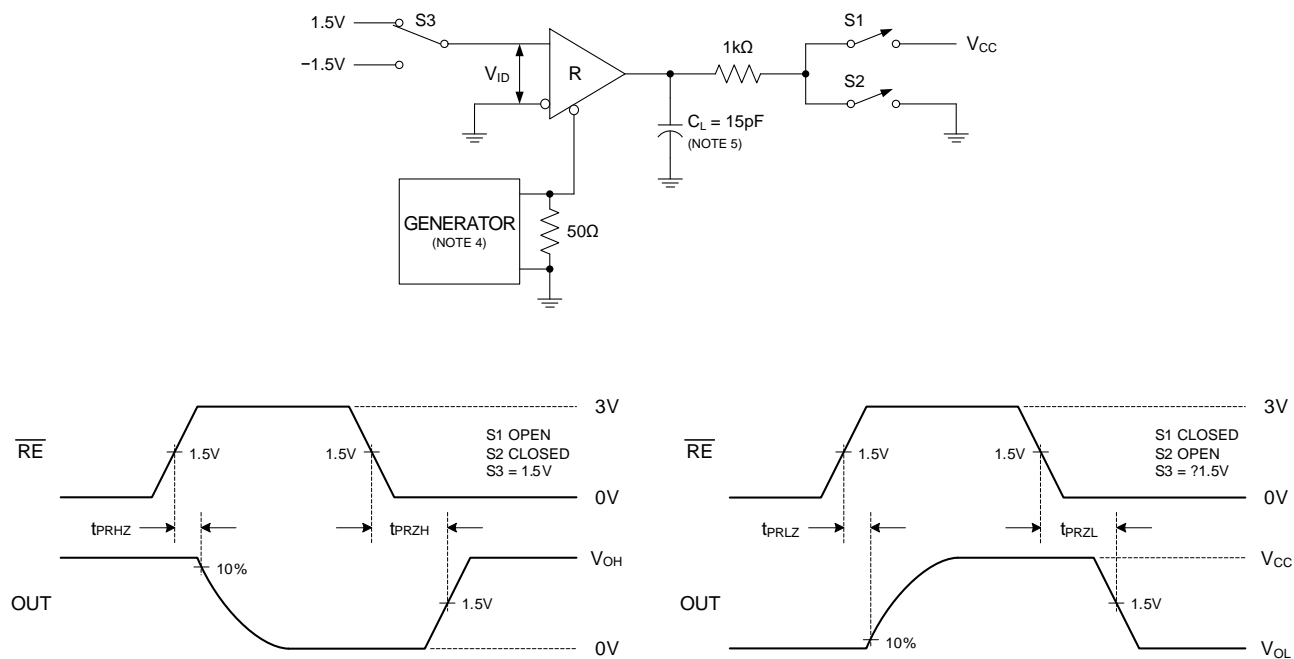 1.5V
S3
−1.5V
VID
R
1kΩ
S1
VCC
S2
CL = 15pF
(NOTE 5)
GENERATOR
(NOTE 4)
50Ω
RE
1.5V
1.5V
S1 OPEN
S2 CLOSED
S3 = 1.5V
3V
0V
tPRHZ
tPRZH
OUT
10%
1.5V
VOH
0V
RE
1.5V
1.5V
S1 CLOSED
S2 OPEN
S3 = ?1.5V
3V
0V
tPRLZ
tPRZL
OUT
10%
1.5V
VCC
VOL